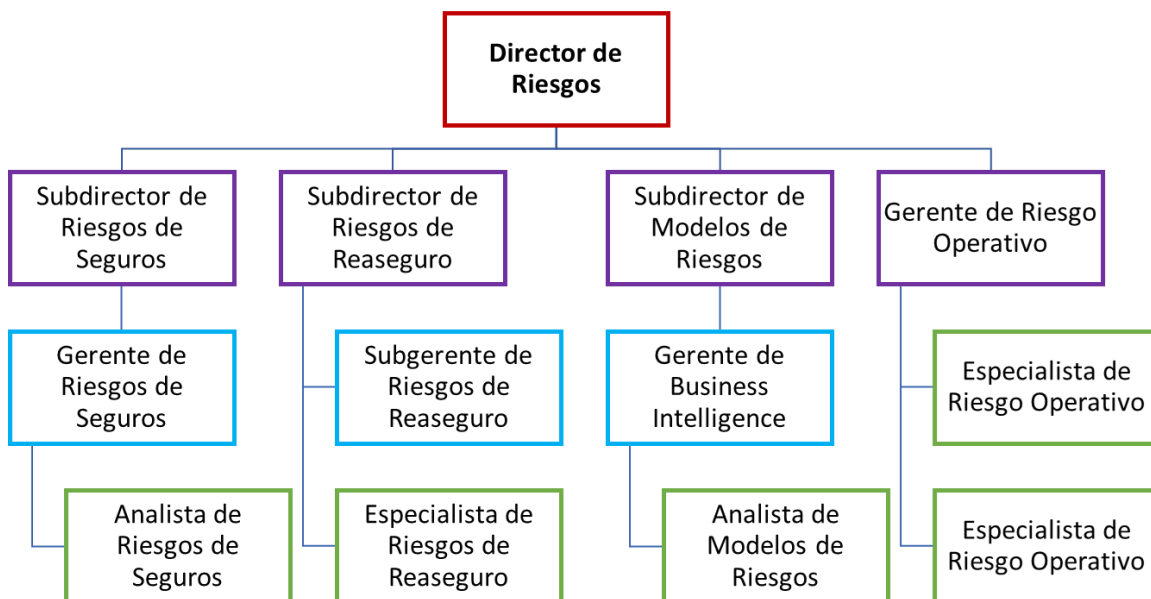 Director de
Riesgos
Subdirector de
Riesgos de
Seguros
Subdirector de
Riesgos de
Reaseguro
Subdirector de
Modelos de
Riesgos
Gerente de Riesgo
Operativo
Gerente de
Riesgos de
Seguros
Subgerente de
Riesgos de
Reaseguro
Gerente de
Business
Intelligence
Especialista de
Riesgo Operativo
Analista de
Riesgos de
Seguros
Especialista de
Riesgos de
Reaseguro
Analista de
Modelos de
Riesgos
Especialista de
Riesgo Operativo